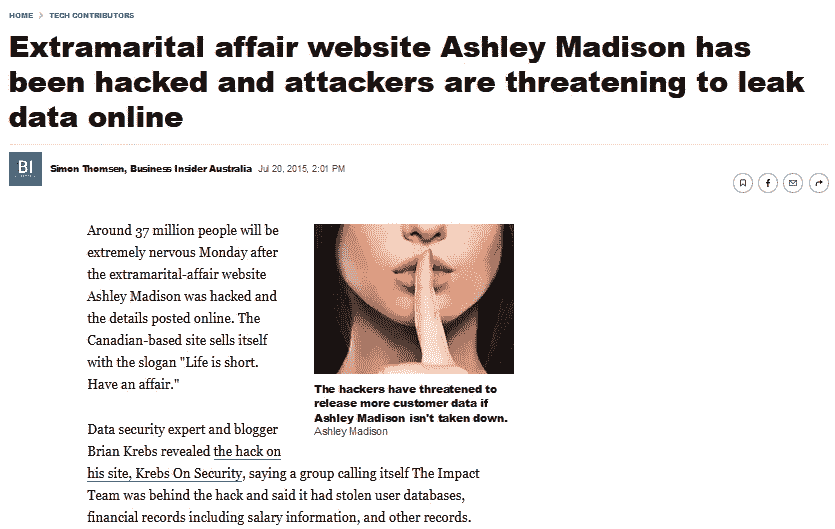 HOME > TECH CONTRIBUTORS
Extramarital affair website Ashley Madison has
been hacked and attackers are threatening to leak
data online
BI
Simon Thomsen, Business Insider Australia Jul 20, 2015, 2:01 PM
Around 37 million people will be
extremely nervous Monday after
the extramarital-affair website
Ashley Madison was hacked and
the details posted online. The
Canadian-based site sells itself
with the slogan "Life is short.
Have an affair."
The hackers have threatened to
release more customer data if
Ashley Madison isn't taken down.
Ashley Madison
Data security expert and blogger
Brian Krebs revealed the hack on
his site, Krebs On Security, saying a group calling itself The Impact
Team was behind the hack and said it had stolen user databases,
financial records including salary information, and other records.